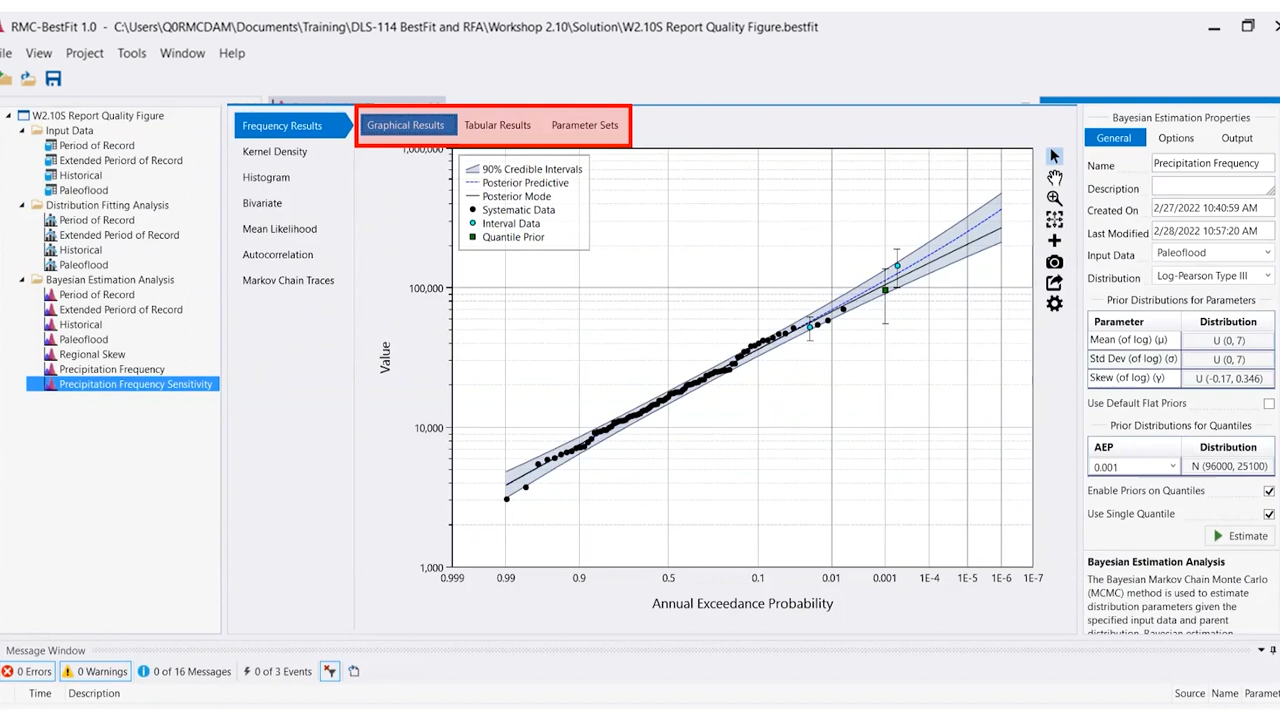 RMC-BestFit 1.0 - C:\Users\Q0RMCDAM\Documents\Training\DLS-114 BestFit and RFA\Workshop 2.10\Solution\W2.10S Report Quality Figure.bestfit
ile View Project Tools Window Help
W2.10S Report Quality Figure
Input Data
Period of Record
Extended Period of Record
Historical
Paleoflood
Distribution Fitting Analysis
Period of Record
Extended Period of Record
Historical
Paleoflood
Bayesian Estimation Analysis
Period of Record
Extended Period of Record
Historical
Paleoflood
Regional Skew
Precipitation Frequency
Precipitation Frequency Sensitivity
Frequency Results
Kernel Density
Histogram
Bivariate
Mean Likelihood
Autocorrelation
Markov Chain Traces
Graphical Results Tabular Results Parameter Sets
1,000,000
100,000
10,000
1,000
Value
90% Credible Intervals
Posterior Predictive
Posterior Mode
Systematic Data
Interval Data
Quantile Prior
0.999 0.99 0.9 0.5 0.1 0.01 0.001 1E-4 1E-5 1E-6 1E-7
Annual Exceedance Probability
Bayesian Estimation Properties
General Options Output
Name Precipitation Frequency
Description
Created On 2/27/2022 10:40:59 AM
Last Modified 2/28/2022 10:57:20 AM
Input Data Paleoflood
Distribution Log-Pearson Type III
Prior Distributions for Parameters
Parameter Distribution
Mean (of log) (μ) U (0, 7)
Std Dev (of log) (σ) U (0, 7)
Skew (of log) (γ) U (-0.17, 0.346)
Use Default Flat Priors
Prior Distributions for Quantiles
AEP Distribution
0.001 N (96000, 25100)
Enable Priors on Quantiles
Use Single Quantile
Estimate
Bayesian Estimation Analysis
The Bayesian Markov Chain Monte Carlo
(MCMC) method is used to estimate
distribution parameters given the
specified input data and parent
distribution. Bayesian estimation
Message Window
0 Errors 0 Warnings 0 of 16 Messages 0 of 3 Events
Time Description Source Name Paramet